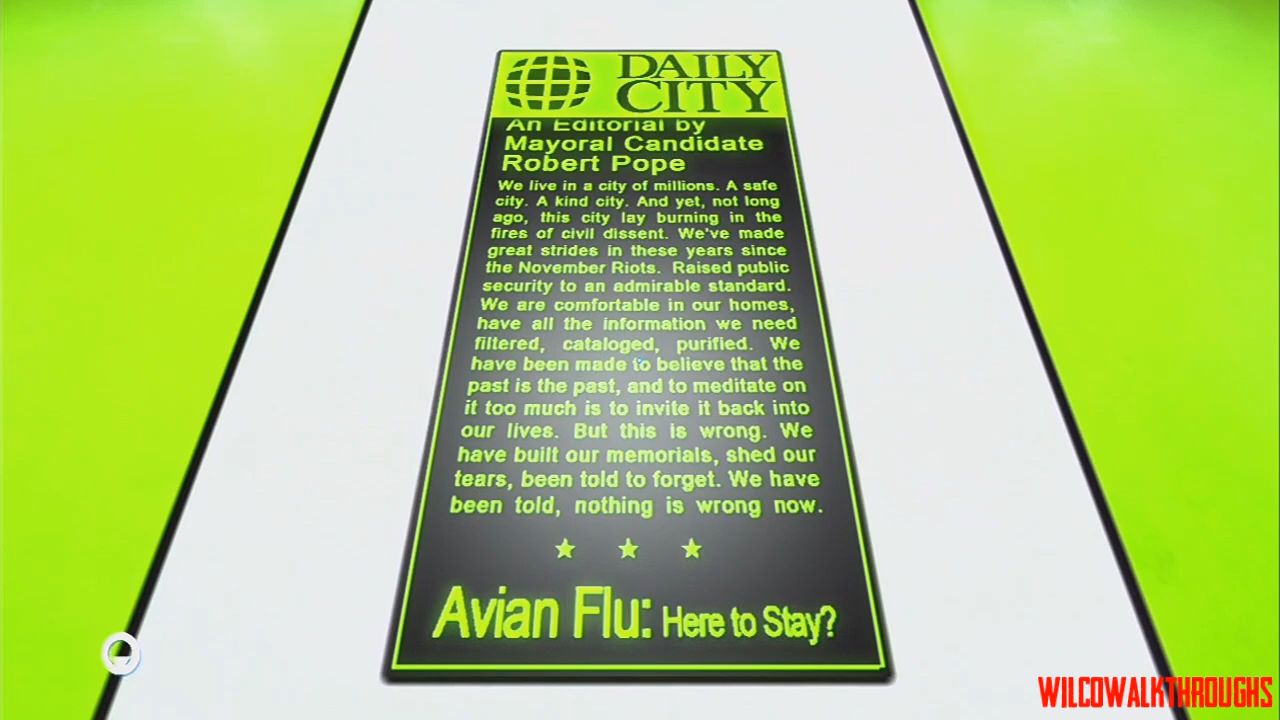 DAILY
CITY
An Editorial by
Mayoral Candidate
Robert Pope
We live in a city of millions. A safe
city. A kind city. And yet, not long
ago, this city lay burning in the
fires of civil dissent. We've made
great strides in these years since
the November Riots. Raised public
security to an admirable standard.
We are comfortable in our homes,
have all the information we need
filtered, cataloged, purified. We
have been made to believe that the
past is the past, and to meditate on
it too much is to invite it back into
our lives. But this is wrong. We
have built our memorials, shed our
tears, been told to forget. We have
been told, nothing is wrong now.
Avian Flu: Here to Stay?
WILCOWALKTHROUGHS